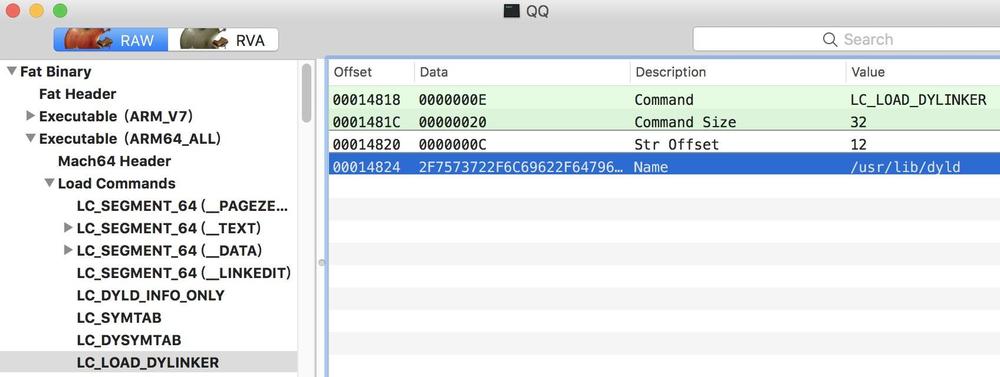 QQ
RAW RVA Search
Fat Binary
Fat Header
Executable (ARM_V7)
Executable (ARM64_ALL)
Mach64 Header
Load Commands
LC_SEGMENT_64 (__PAGEZE...
LC_SEGMENT_64 (__TEXT)
LC_SEGMENT_64 (__DATA)
LC_SEGMENT_64 (__LINKEDIT)
LC_DYLD_INFO_ONLY
LC_SYMTAB
LC_DYSYMTAB
LC_LOAD_DYLINKER
Offset Data Description Value
00014818 0000000E Command LC_LOAD_DYLINKER
0001481C 00000020 Command Size 32
00014820 0000000C Str Offset 12
00014824 2F7573722F6C69622F64796… Name /usr/lib/dyld